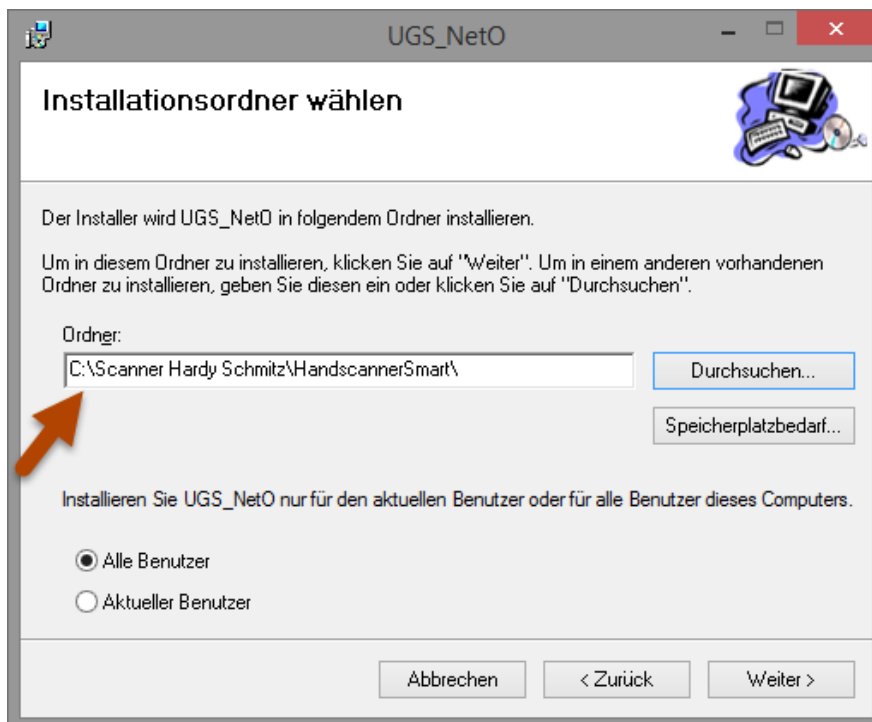 UGS_NetO
Installationsordner wählen
Der Installer wird UGS_NetO in folgendem Ordner installieren.
Um in diesem Ordner zu installieren, klicken Sie auf "Weiter". Um in einem anderen vorhandenen
Ordner zu installieren, geben Sie diesen ein oder klicken Sie auf "Durchsuchen".
Ordner:
C:\Scanner Hardy Schmitz\HandscannerSmart\
Durchsuchen...
Speicherplatzbedarf...
Installieren Sie UGS_NetO nur für den aktuellen Benutzer oder für alle Benutzer dieses Computers.
Alle Benutzer
Aktueller Benutzer
Abbrechen
< Zurück
Weiter >